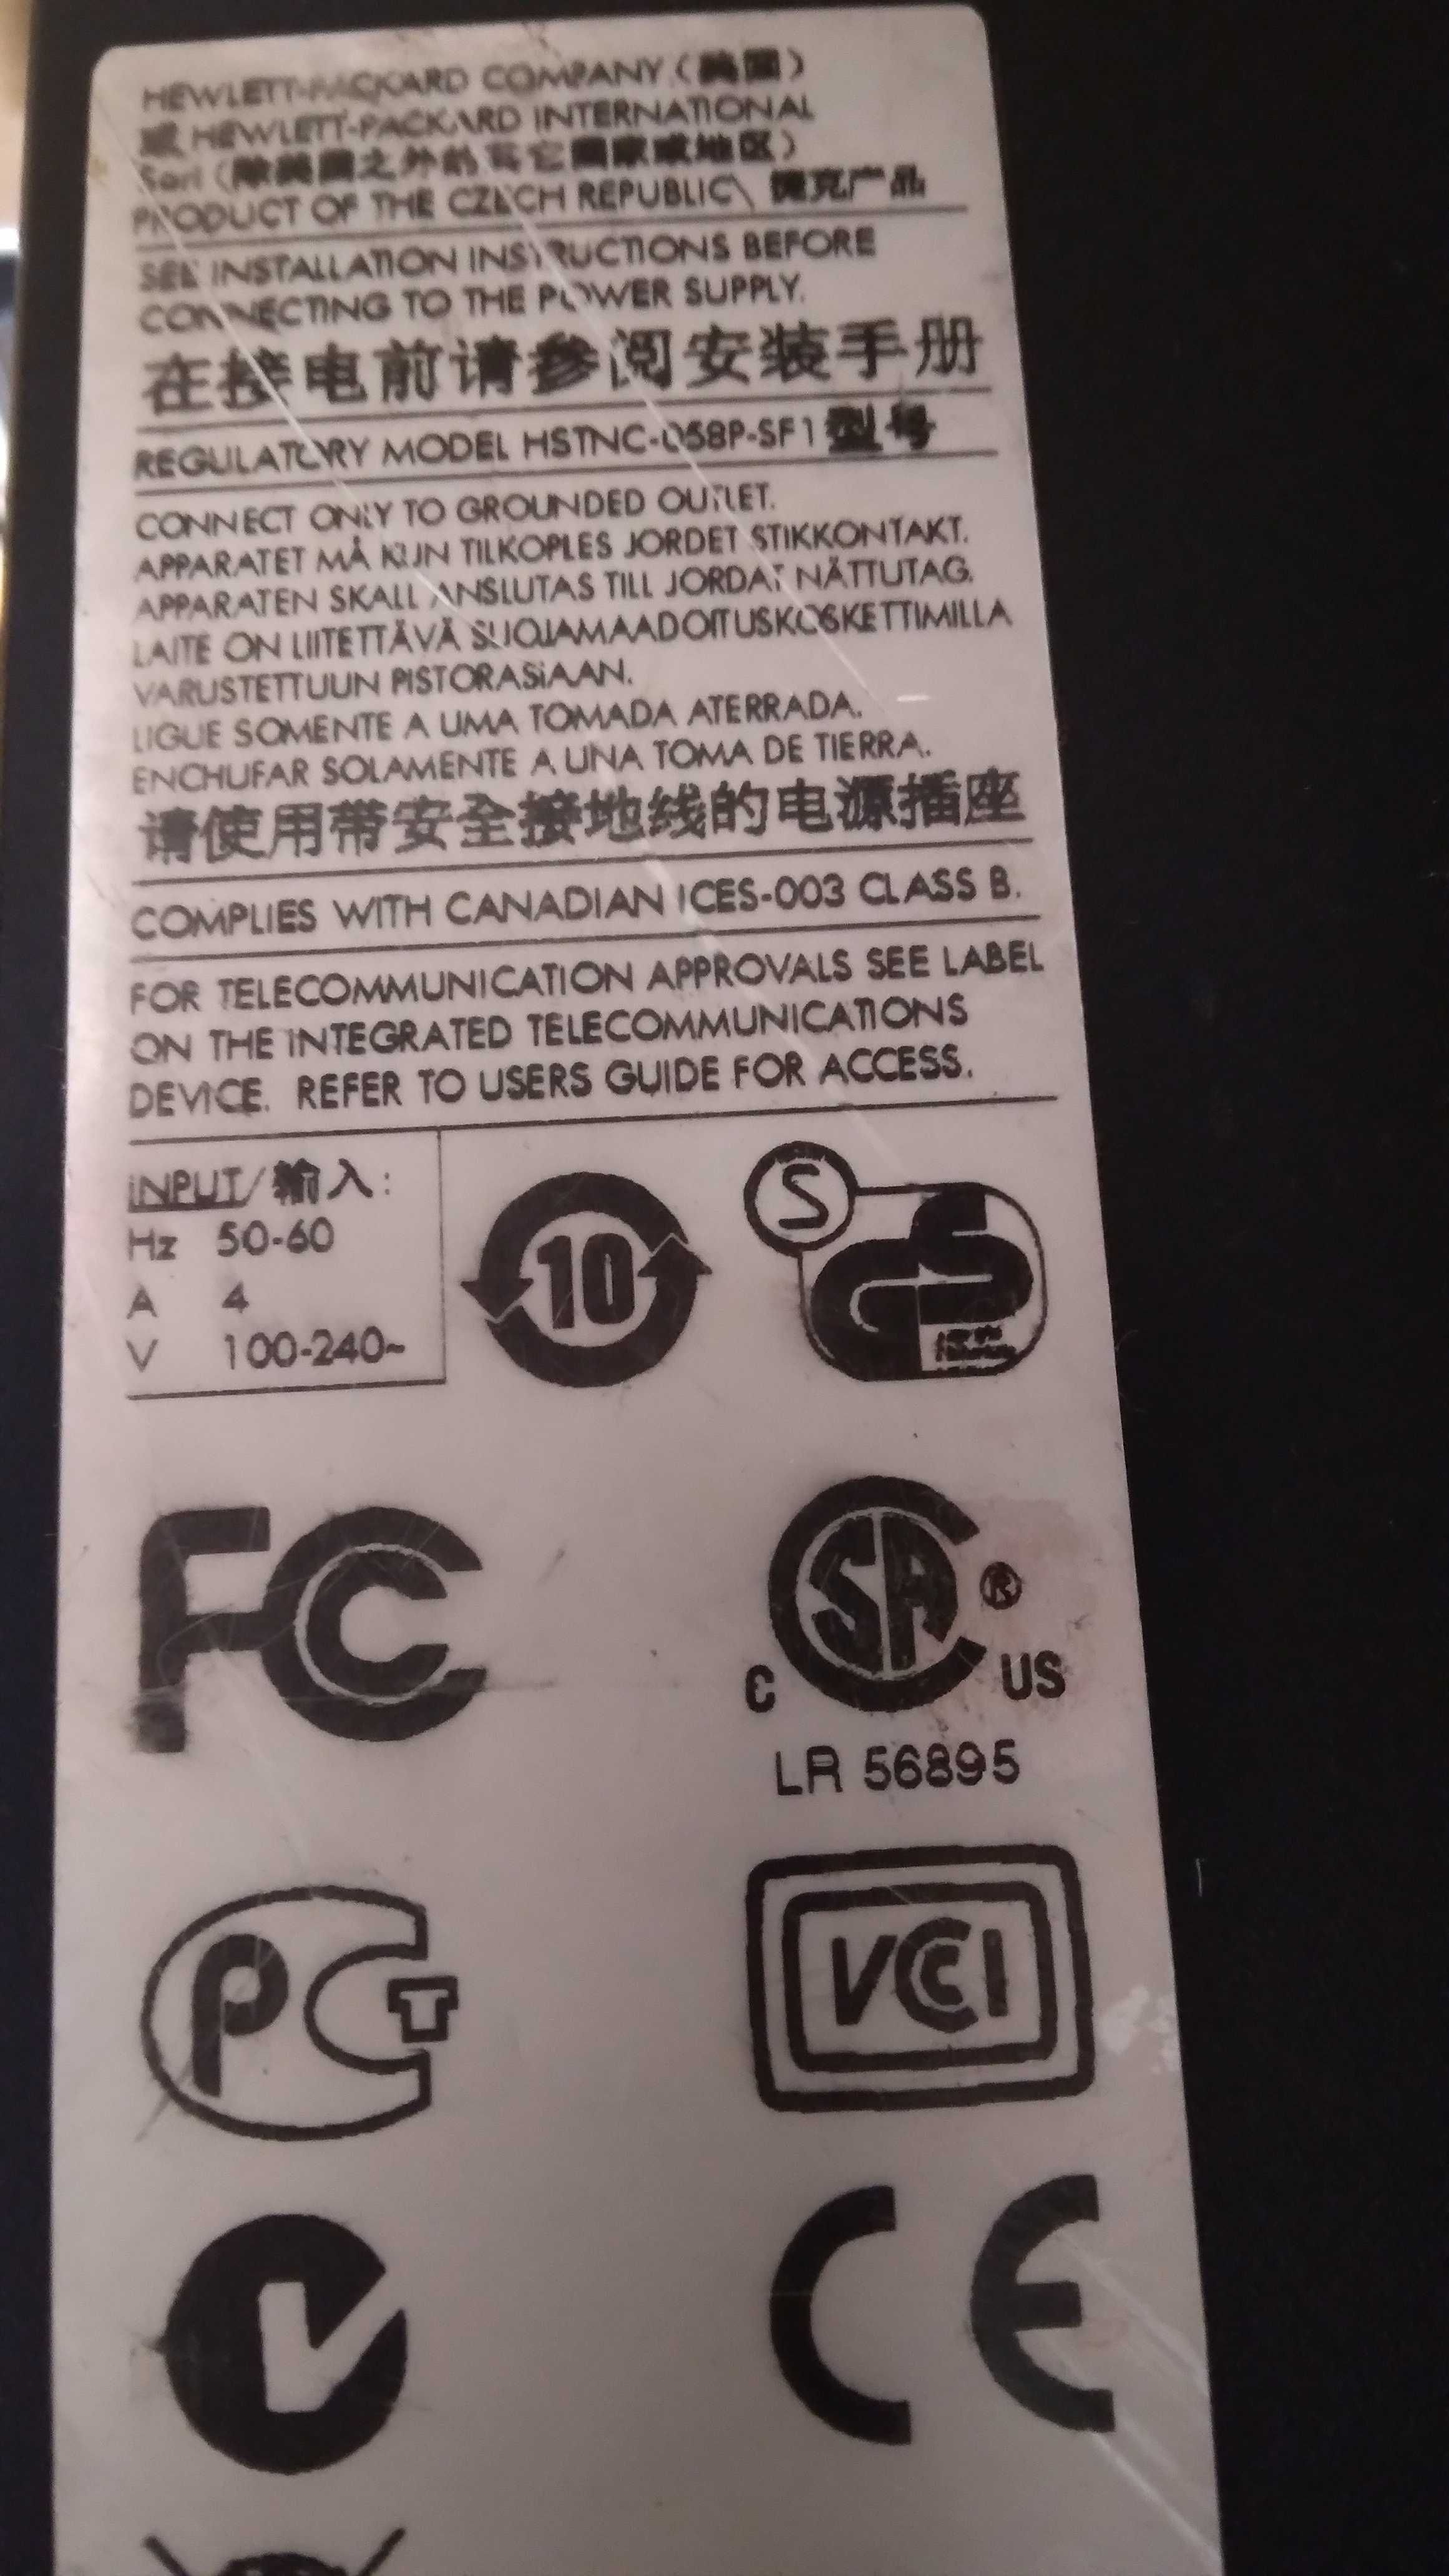 HEWLETT-PACKARD COMPANY (美国)
或 HEWLETT-PACKARD INTERNATIONAL
Sarl (除美国之外的其它国家或地区)
PRODUCT OF THE CZECH REPUBLIC\ 捷克产品
SEE INSTALLATION INSTRUCTIONS BEFORE
CONNECTING TO THE POWER SUPPLY.
在接电前请参阅安装手册
REGULATORY MODEL HSTNC-058P-SF1 型号
CONNECT ONLY TO GROUNDED OUTLET.
APPARATET MÅ KUN TILKOPLES JORDET STIKKONTAKT.
APPARATEN SKALL ANSLUTAS TILL JORDAT NÄTTUTAG.
LAITE ON LIITETTÄVÄ SUOJAMAADOITUSKOSKETTIMILLA
VARUSTETTUUN PISTORASIAAN.
LIGUE SOMENTE A UMA TOMADA ATERRADA.
ENCHUFAR SOLAMENTE A UNA TOMA DE TIERRA.
请使用带安全接地线的电源插座
COMPLIES WITH CANADIAN ICES-003 CLASS B.
FOR TELECOMMUNICATION APPROVALS SEE LABEL
ON THE INTEGRATED TELECOMMUNICATIONS
DEVICE. REFER TO USERS GUIDE FOR ACCESS.
INPUT/输入:
Hz 50-60
A 4
V 100-240~
10
S GS
FC
CSA ®
C US
LR 56895
PCT
VCCI
CE